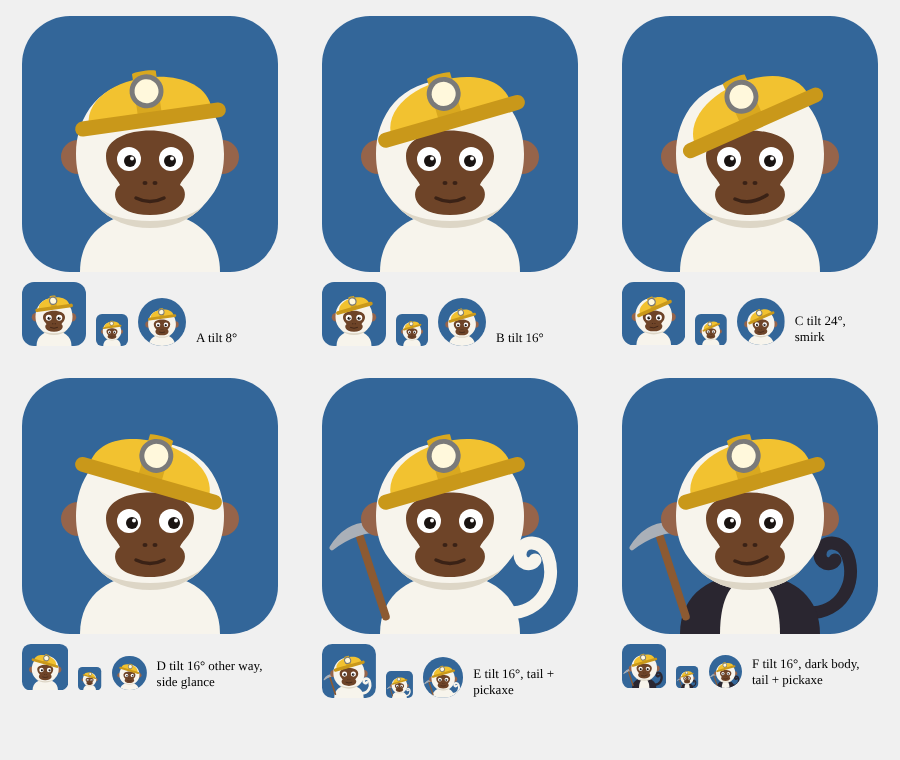 A tilt 8°
B tilt 16°
C tilt 24°,
smirk
D tilt 16° other way,
side glance
E tilt 16°, tail +
pickaxe
F tilt 16°, dark body,
tail + pickaxe